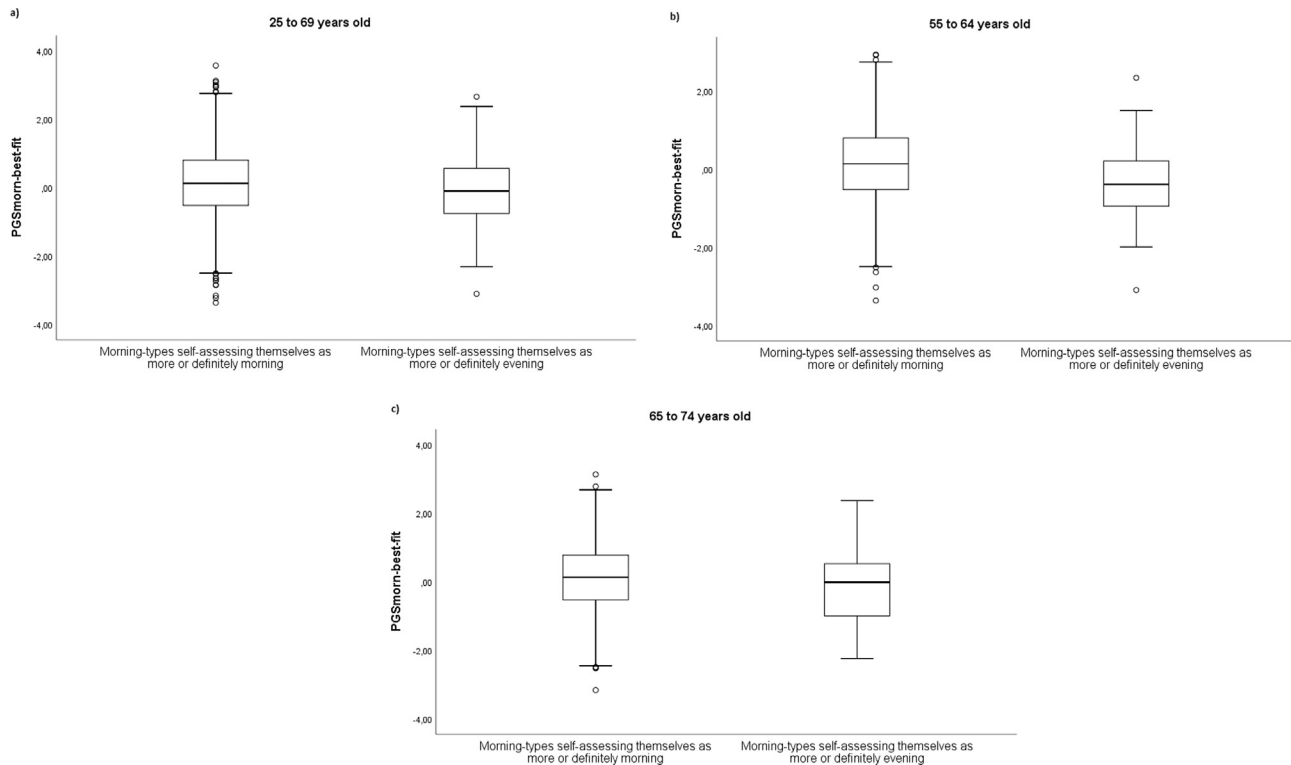 a)
25 to 69 years old
PGSmorn-best-fit
4,00
2,00
,00
-2,00
-4,00
Morning-types self-assessing themselves as
more or definitely morning
Morning-types self-assessing themselves as
more or definitely evening
b)
55 to 64 years old
PGSmorn-best-fit
2,00
,00
-2,00
-4,00
Morning-types self-assessing themselves as
more or definitely morning
Morning-types self-assessing themselves as
more or definitely evening
c)
65 to 74 years old
PGSmorn-best-fit
4,00
2,00
,00
-2,00
-4,00
Morning-types self-assessing themselves as
more or definitely morning
Morning-types self-assessing themselves as
more or definitely evening